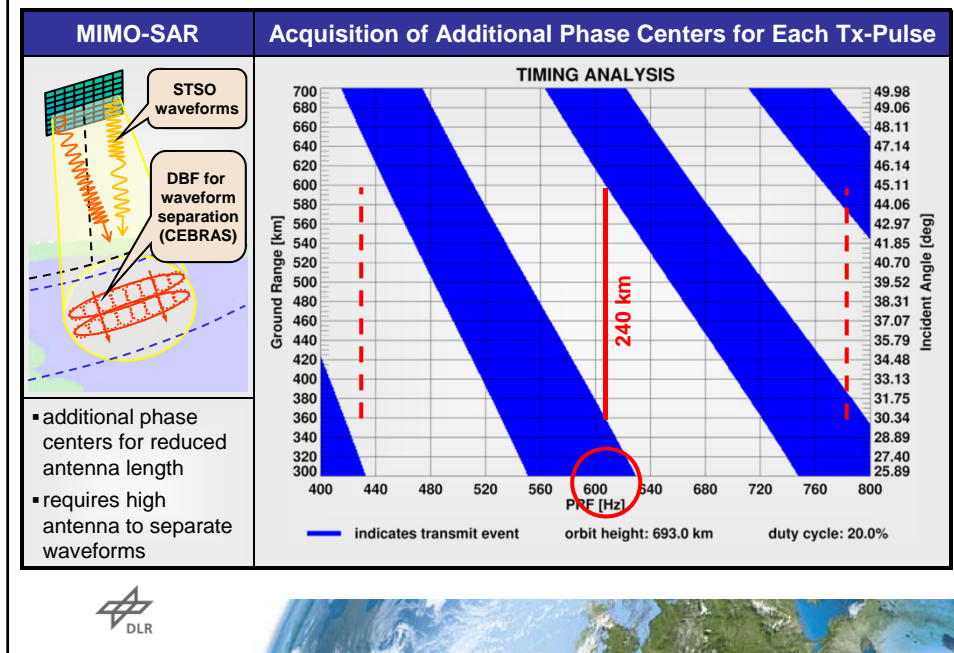 MIMO-SAR
Acquisition of Additional Phase Centers for Each Tx-Pulse
STSO
waveforms
DBF for
waveform
separation
(CEBRAS)
▪additional phase
centers for reduced
antenna length
▪requires high
antenna to separate
waveforms
TIMING ANALYSIS
Ground Range [km]
700
680
660
640
620
600
580
560
540
520
500
480
460
440
420
400
380
360
340
320
300
240 km
49.98
49.06
48.11
47.14
46.14
45.11
44.06
42.97
41.85
40.70
39.52
38.31
37.07
35.79
34.48
33.13
31.75
30.34
28.89
27.40
25.89
Incident Angle [deg]
400 440 480 520 560 600 640 680 720 760 800
PRF [Hz]
indicates transmit event orbit height: 693.0 km duty cycle: 20.0%
DLR